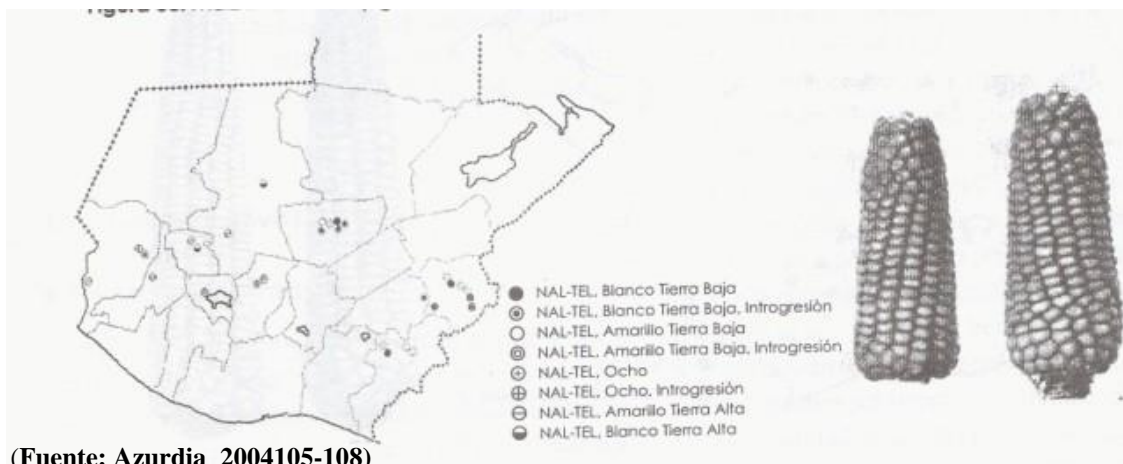 NAL-TEL, Blanco Tierra Baja
NAL-TEL, Blanco Tierra Baja, Introgresión
NAL-TEL, Amarillo Tierra Baja
NAL-TEL, Amarillo Tierra Baja, Introgresión
NAL-TEL, Ocho
NAL-TEL, Ocho, Introgresión
NAL-TEL, Amarillo Tierra Alta
NAL-TEL, Blanco Tierra Alta
(Fuente: Azurdia 2004105-108)